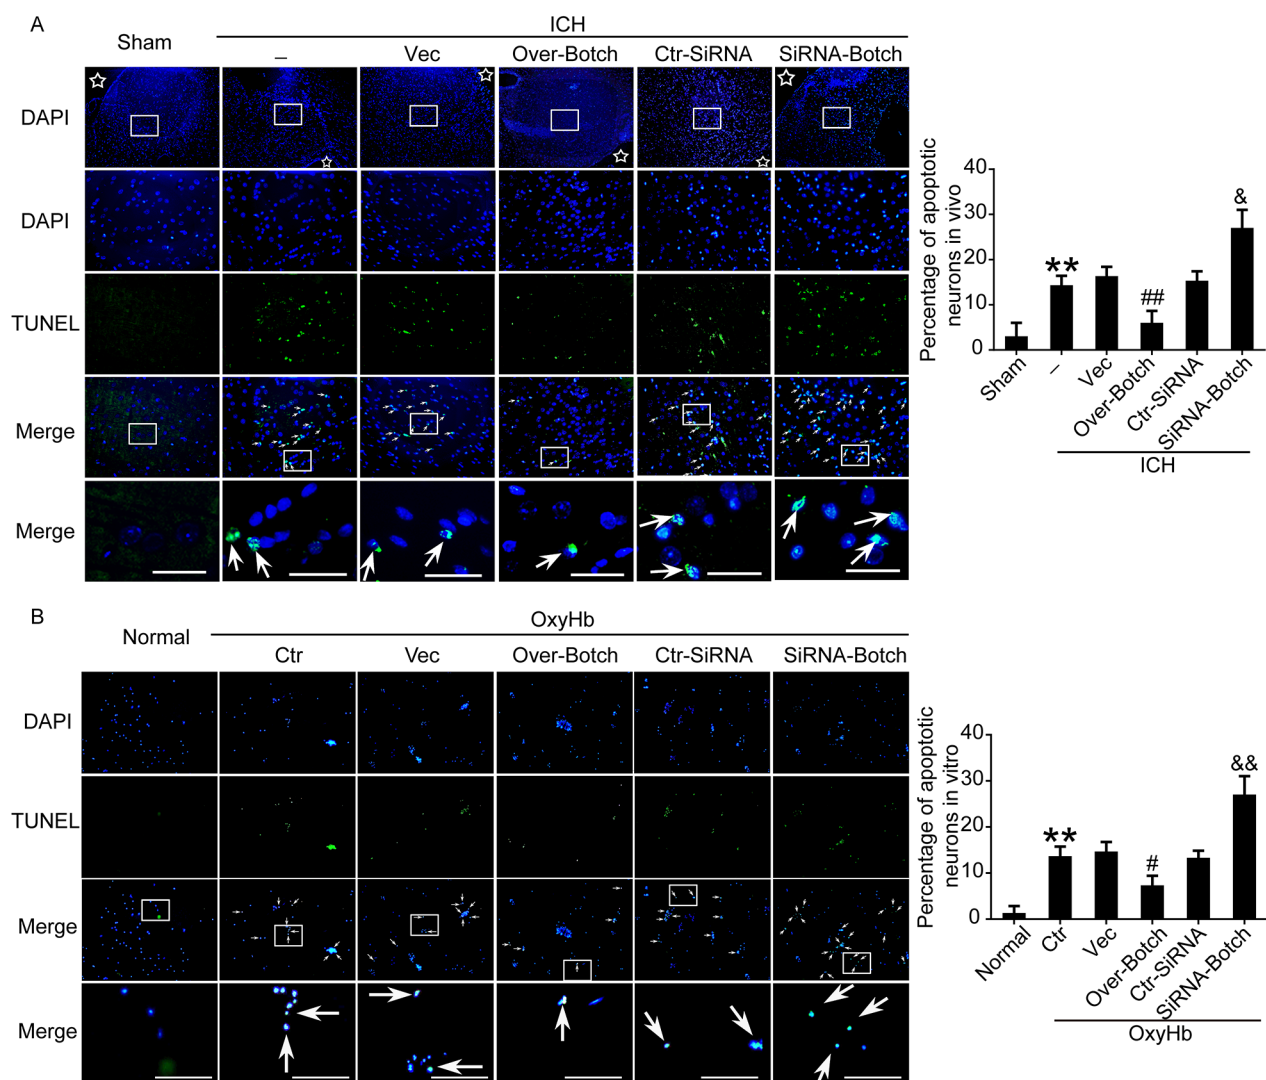 A
ICH
Sham
–
Vec
Over-Botch
Ctr-SiRNA
SiRNA-Botch
DAPI
DAPI
TUNEL
Merge
Merge
Percentage of apoptotic
neurons in vivo
40
30
20
10
0
**
##
&
Sham
–
Vec
Over-Botch
Ctr-SiRNA
SiRNA-Botch
ICH
B
OxyHb
Normal
Ctr
Vec
Over-Botch
Ctr-SiRNA
SiRNA-Botch
DAPI
TUNEL
Merge
Merge
Percentage of apoptotic
neurons in vitro
40
30
20
10
0
**
#
&&
Normal
Ctr
Vec
Over-Botch
Ctr-SiRNA
SiRNA-Botch
OxyHb